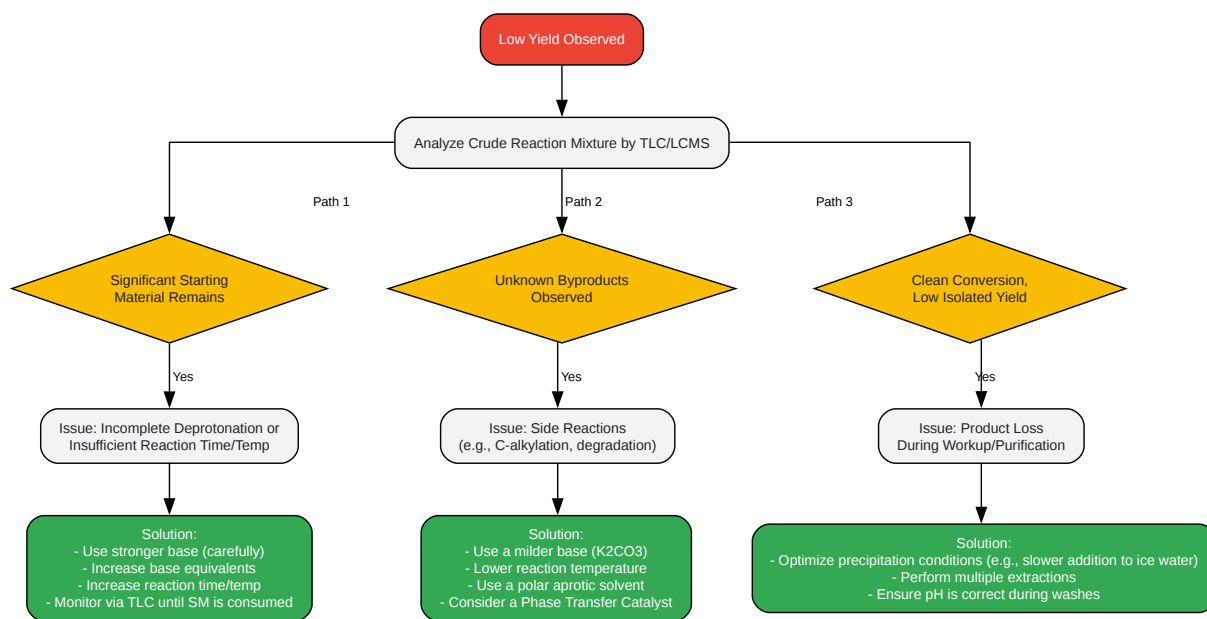 Low Yield Observed
Analyze Crude Reaction Mixture by TLC/LCMS
Path 1
Path 2
Path 3
Significant Starting
Material Remains
Unknown Byproducts
Observed
Clean Conversion,
Low Isolated Yield
Yes
Yes
Yes
Issue: Incomplete Deprotonation or
Insufficient Reaction Time/Temp
Issue: Side Reactions
(e.g., C-alkylation, degradation)
Issue: Product Loss
During Workup/Purification
Solution:
- Use stronger base (carefully)
- Increase base equivalents
- Increase reaction time/temp
- Monitor via TLC until SM is consumed
Solution:
- Use a milder base (K2CO3)
- Lower reaction temperature
- Use a polar aprotic solvent
- Consider a Phase Transfer Catalyst
Solution:
- Optimize precipitation conditions (e.g., slower addition to ice water)
- Perform multiple extractions
- Ensure pH is correct during washes